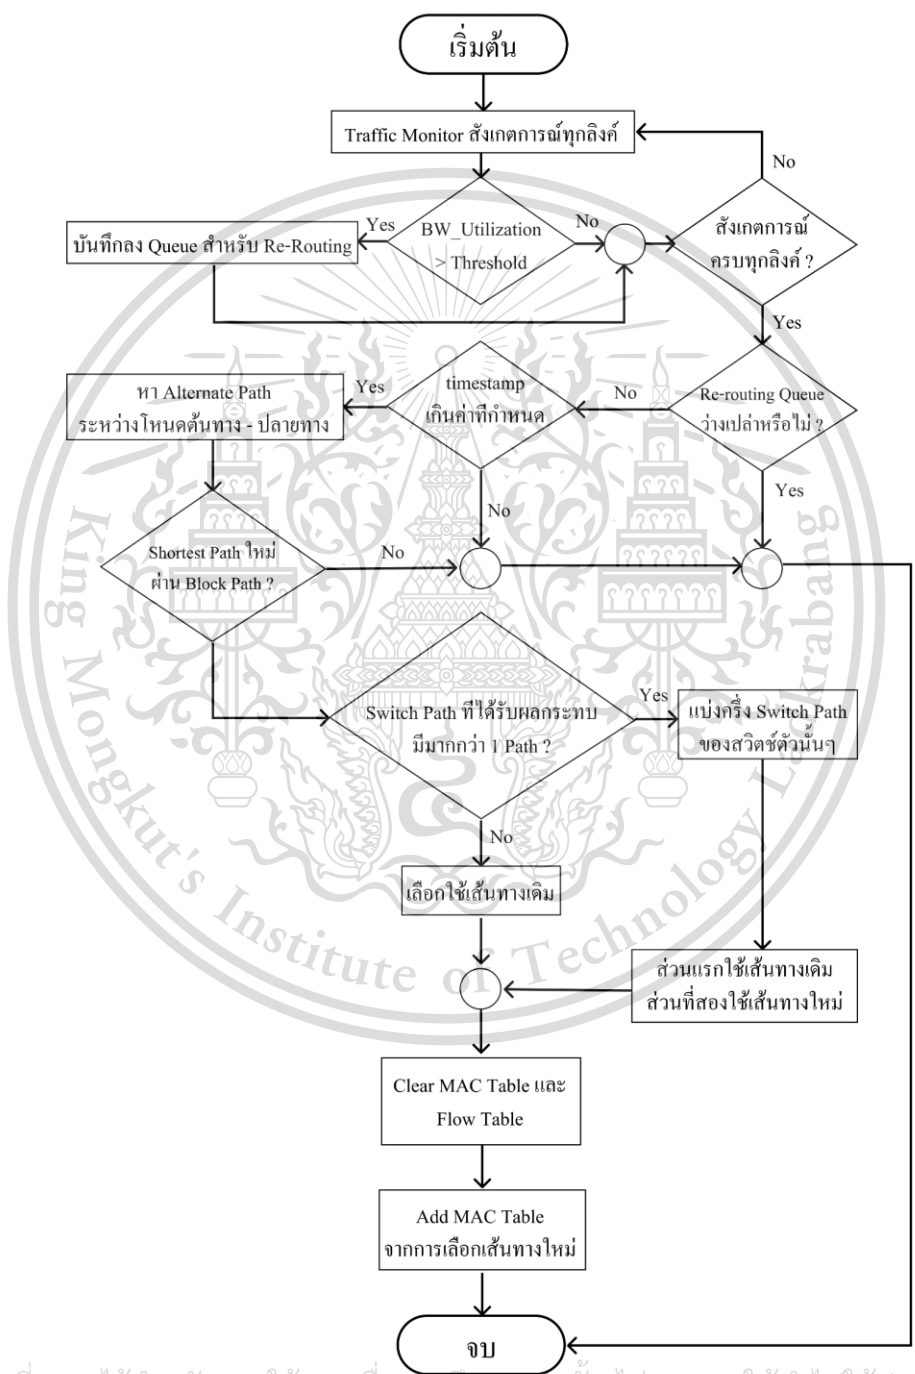 เริ่มต้น
Traffic Monitor สังเกตการณ์ทุกลิงค์
No
BW_Utilization
> Threshold
Yes
No
บันทึกลง Queue สำหรับ Re-Routing
สังเกตการณ์
ครบทุกลิงค์ ?
Yes
Re-routing Queue
ว่างเปล่าหรือไม่ ?
No
Yes
timestamp
เกินค่าที่กำหนด
Yes
No
หา Alternate Path
ระหว่างโหนดต้นทาง - ปลายทาง
Shortest Path ใหม่
ผ่าน Block Path ?
No
Switch Path ที่ได้รับผลกระทบ
มีมากกว่า 1 Path ?
Yes
แบ่งครึ่ง Switch Path
ของสวิตช์ตัวนั้นๆ
No
เลือกใช้เส้นทางเดิม
ส่วนแรกใช้เส้นทางเดิม
ส่วนที่สองใช้เส้นทางใหม่
Clear MAC Table และ
Flow Table
Add MAC Table
จากการเลือกเส้นทางใหม่
จบ
King Mongkut's Institute of Technology Ladkrabang